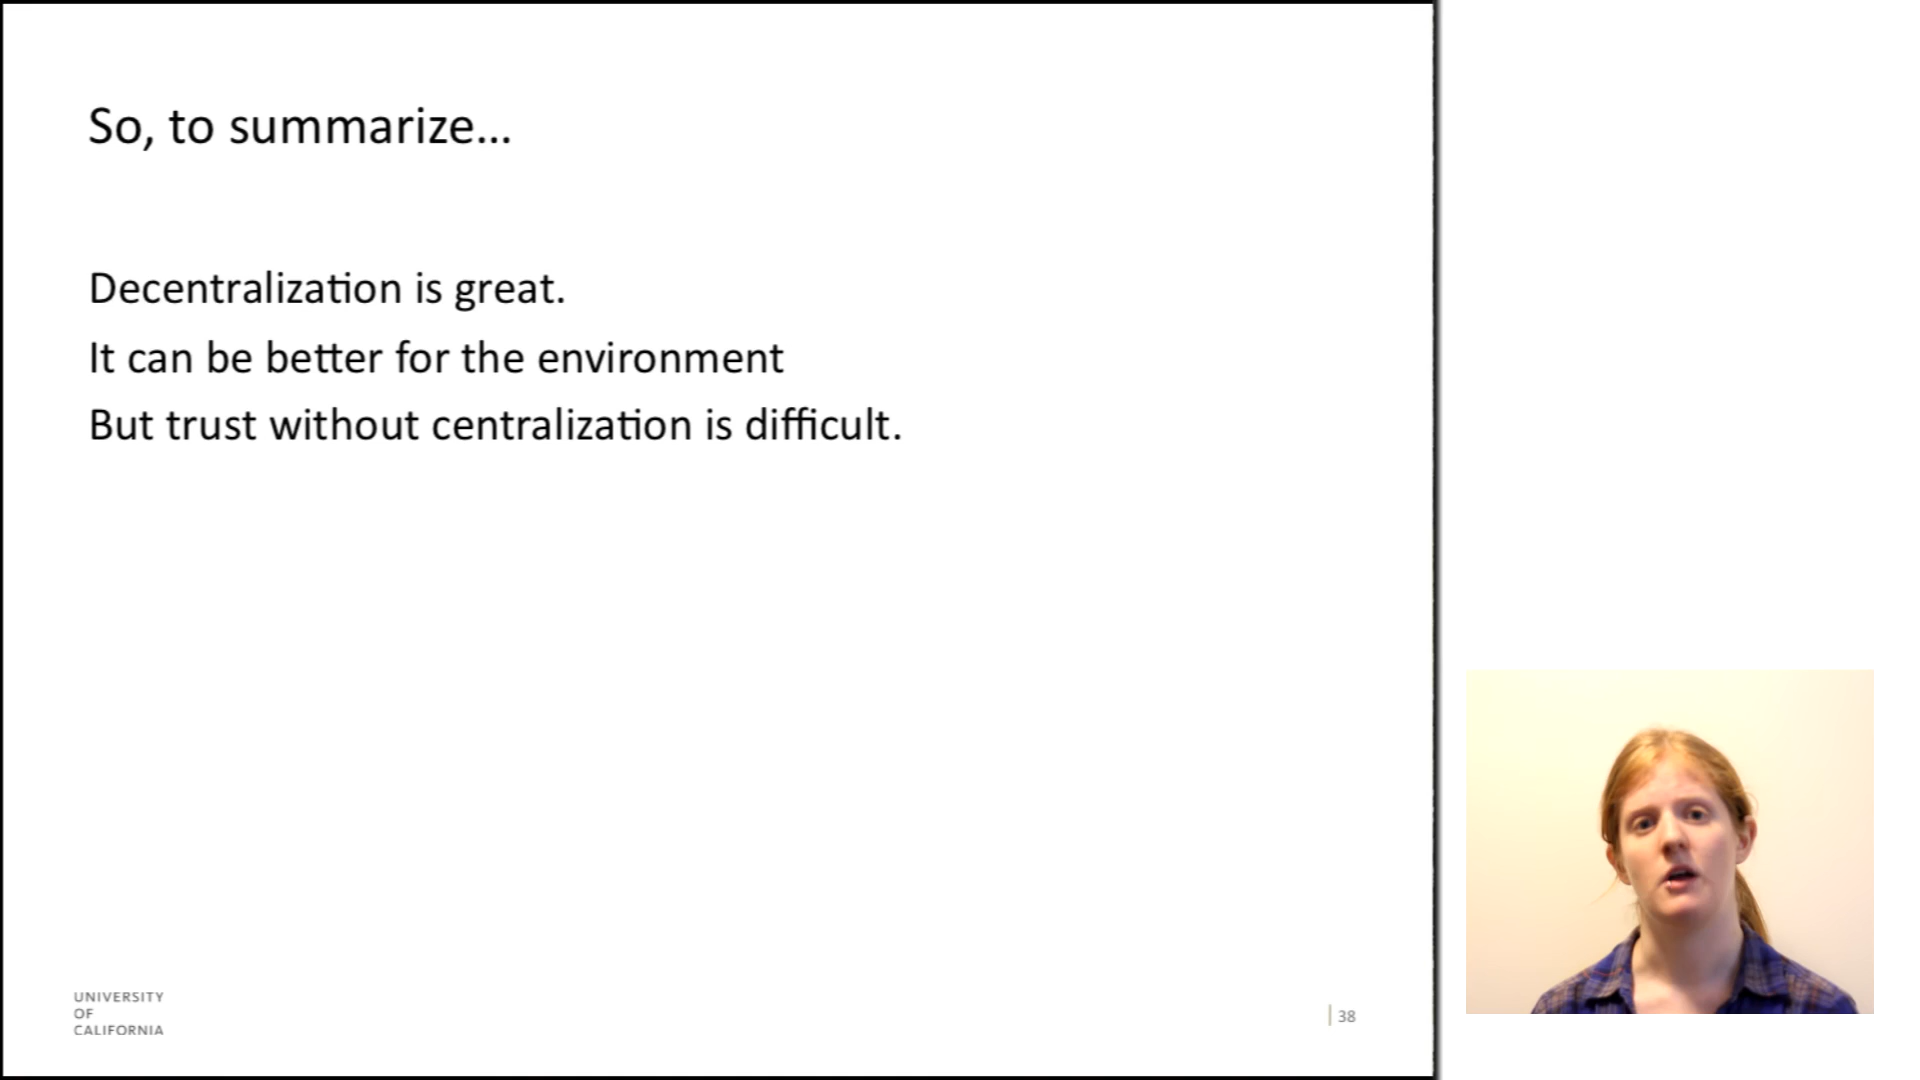 So, to summarize...
Decentralization is great.
It can be better for the environment
But trust without centralization is difficult.
UNIVERSITY
OF
CALIFORNIA
38